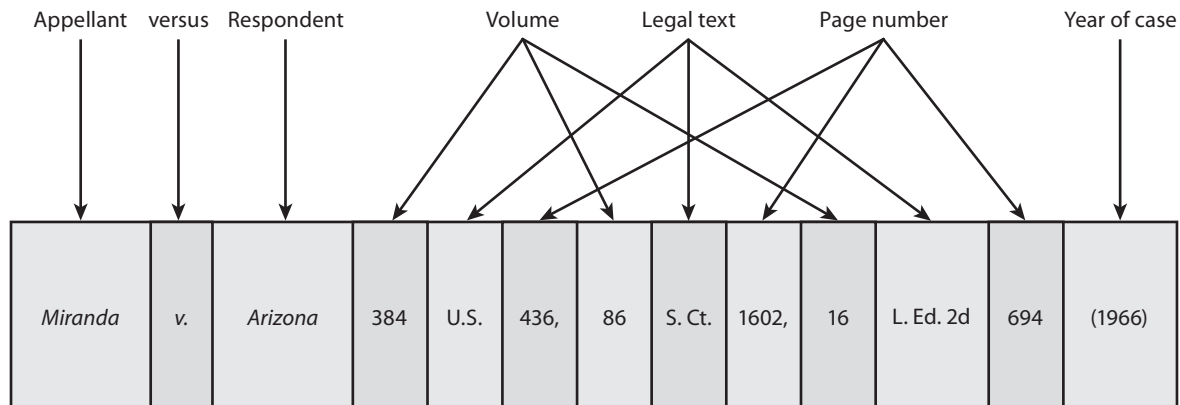 Appellant versus Respondent Volume Legal text Page number Year of case
Miranda v. Arizona 384 U.S. 436, 86 S. Ct. 1602, 16 L. Ed. 2d 694 (1966)